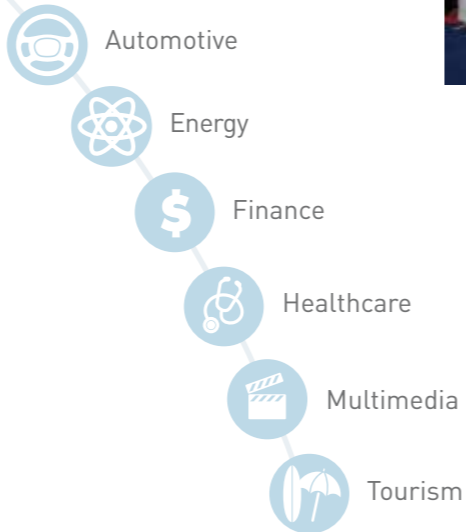 Automotive
Energy
Finance
Healthcare
Multimedia
Tourism